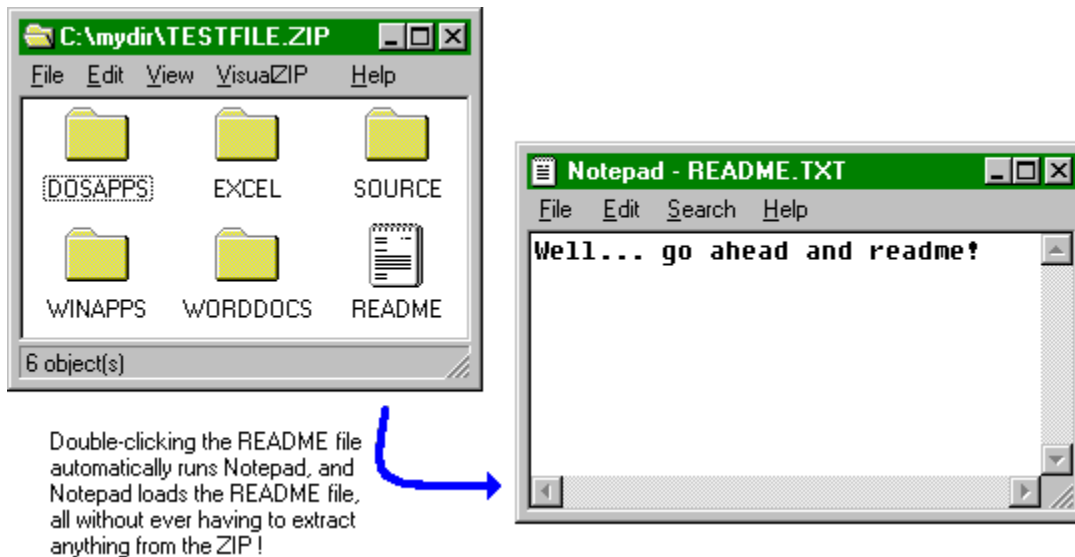 C:\mydir\TESTFILE.ZIP
File Edit View VisualZIP Help
DOSAPPS EXCEL SOURCE
WINAPPS WORDDOCS README
6 object(s)
Notepad - README.TXT
File Edit Search Help
Well... go ahead and readme!
Double-clicking the README file
automatically runs Notepad, and
Notepad loads the README file,
all without ever having to extract
anything from the ZIP !